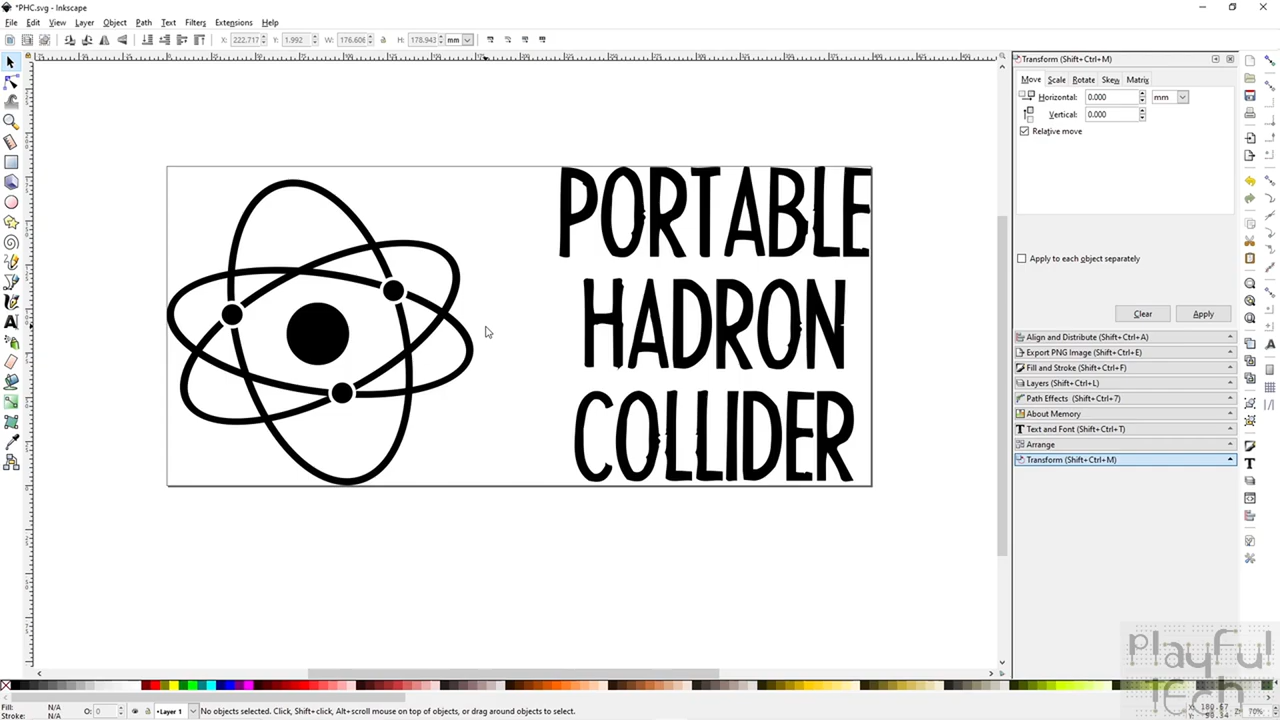 *PHC.svg - Inkscape
File Edit View Layer Object Path Text Filters Extensions Help
X: 222.717 Y: 1.992 W: 176.606 H: 178.943 mm
Transform (Shift+Ctrl+M)
Move Scale Rotate Skew Matrix
Horizontal: 0.000 mm
Vertical: 0.000
Relative move
Apply to each object separately
Clear Apply
Align and Distribute (Shift+Ctrl+A)
Export PNG Image (Shift+Ctrl+E)
Fill and Stroke (Shift+Ctrl+F)
Layers (Shift+Ctrl+L)
Path Effects (Shift+Ctrl+7)
About Memory
Text and Font (Shift+Ctrl+T)
Arrange
Transform (Shift+Ctrl+M)
PORTABLE
HADRON
COLLIDER
playful
tech
Fill: N/A
Stroke: N/A
O: 0
Layer 1
No objects selected. Click, Shift+click, Alt+scroll mouse on top of objects, or drag around objects to select.
X: 180.67
Z: 70%